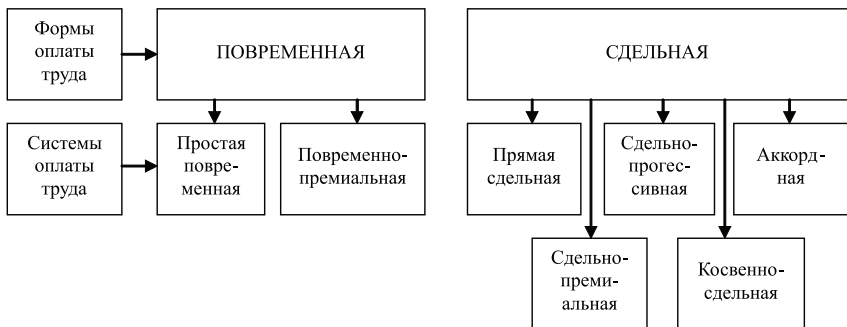 Формы
оплаты
труда
ПОВРЕМЕННАЯ
СДЕЛЬНАЯ
Системы
оплаты
труда
Простая
повре-
менная
Повременно-
премиальная
Прямая
сдельная
Сдельно-
прогес-
сивная
Аккорд-
ная
Сдельно-
преми-
альная
Косвенно-
сдельная